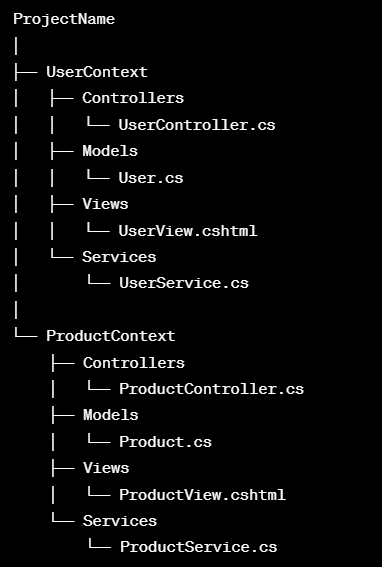 ProjectName
│
├── UserContext
│   ├── Controllers
│   │   └── UserController.cs
│   ├── Models
│   │   └── User.cs
│   ├── Views
│   │   └── UserView.cshtml
│   └── Services
│       └── UserService.cs
│
└── ProductContext
    ├── Controllers
    │   └── ProductController.cs
    ├── Models
    │   └── Product.cs
    ├── Views
    │   └── ProductView.cshtml
    └── Services
        └── ProductService.cs